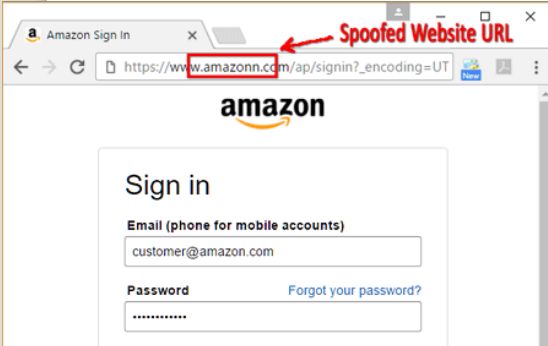 Amazon Sign In
Spoofed Website URL
https://www.amazonn.com/ap/signin?_encoding=UT
New
amazon
Sign in
Email (phone for mobile accounts)
customer@amazon.com
Password Forgot your password?
••••••••••••